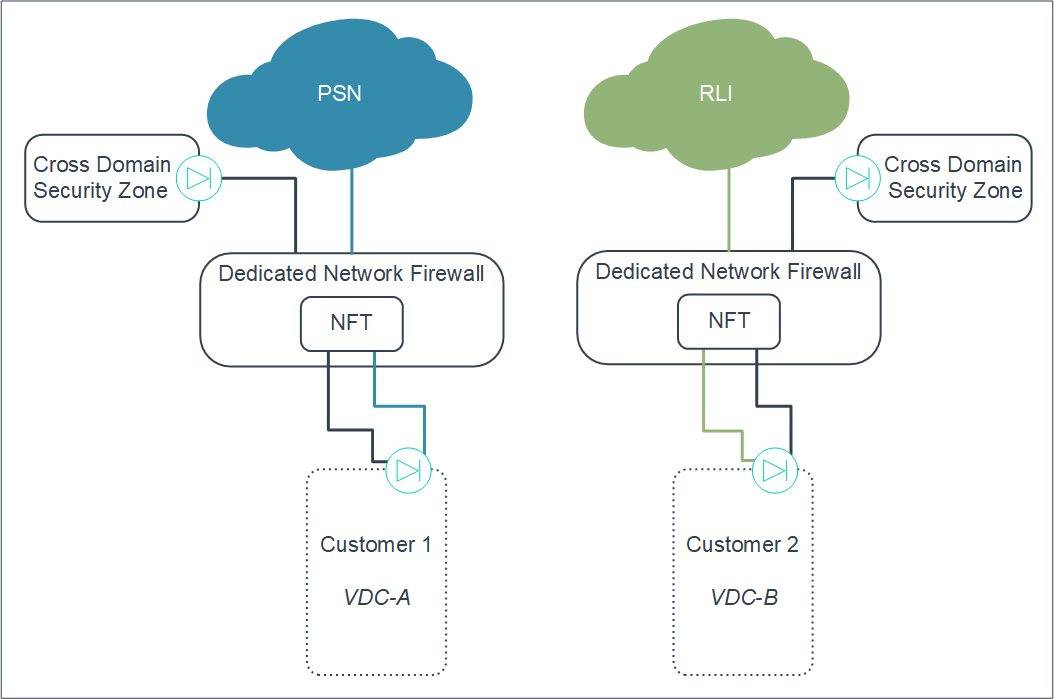 PSN
RLI
Cross Domain
Security Zone
Cross Domain
Security Zone
Dedicated Network Firewall
NFT
Dedicated Network Firewall
NFT
Customer 1
VDC-A
Customer 2
VDC-B